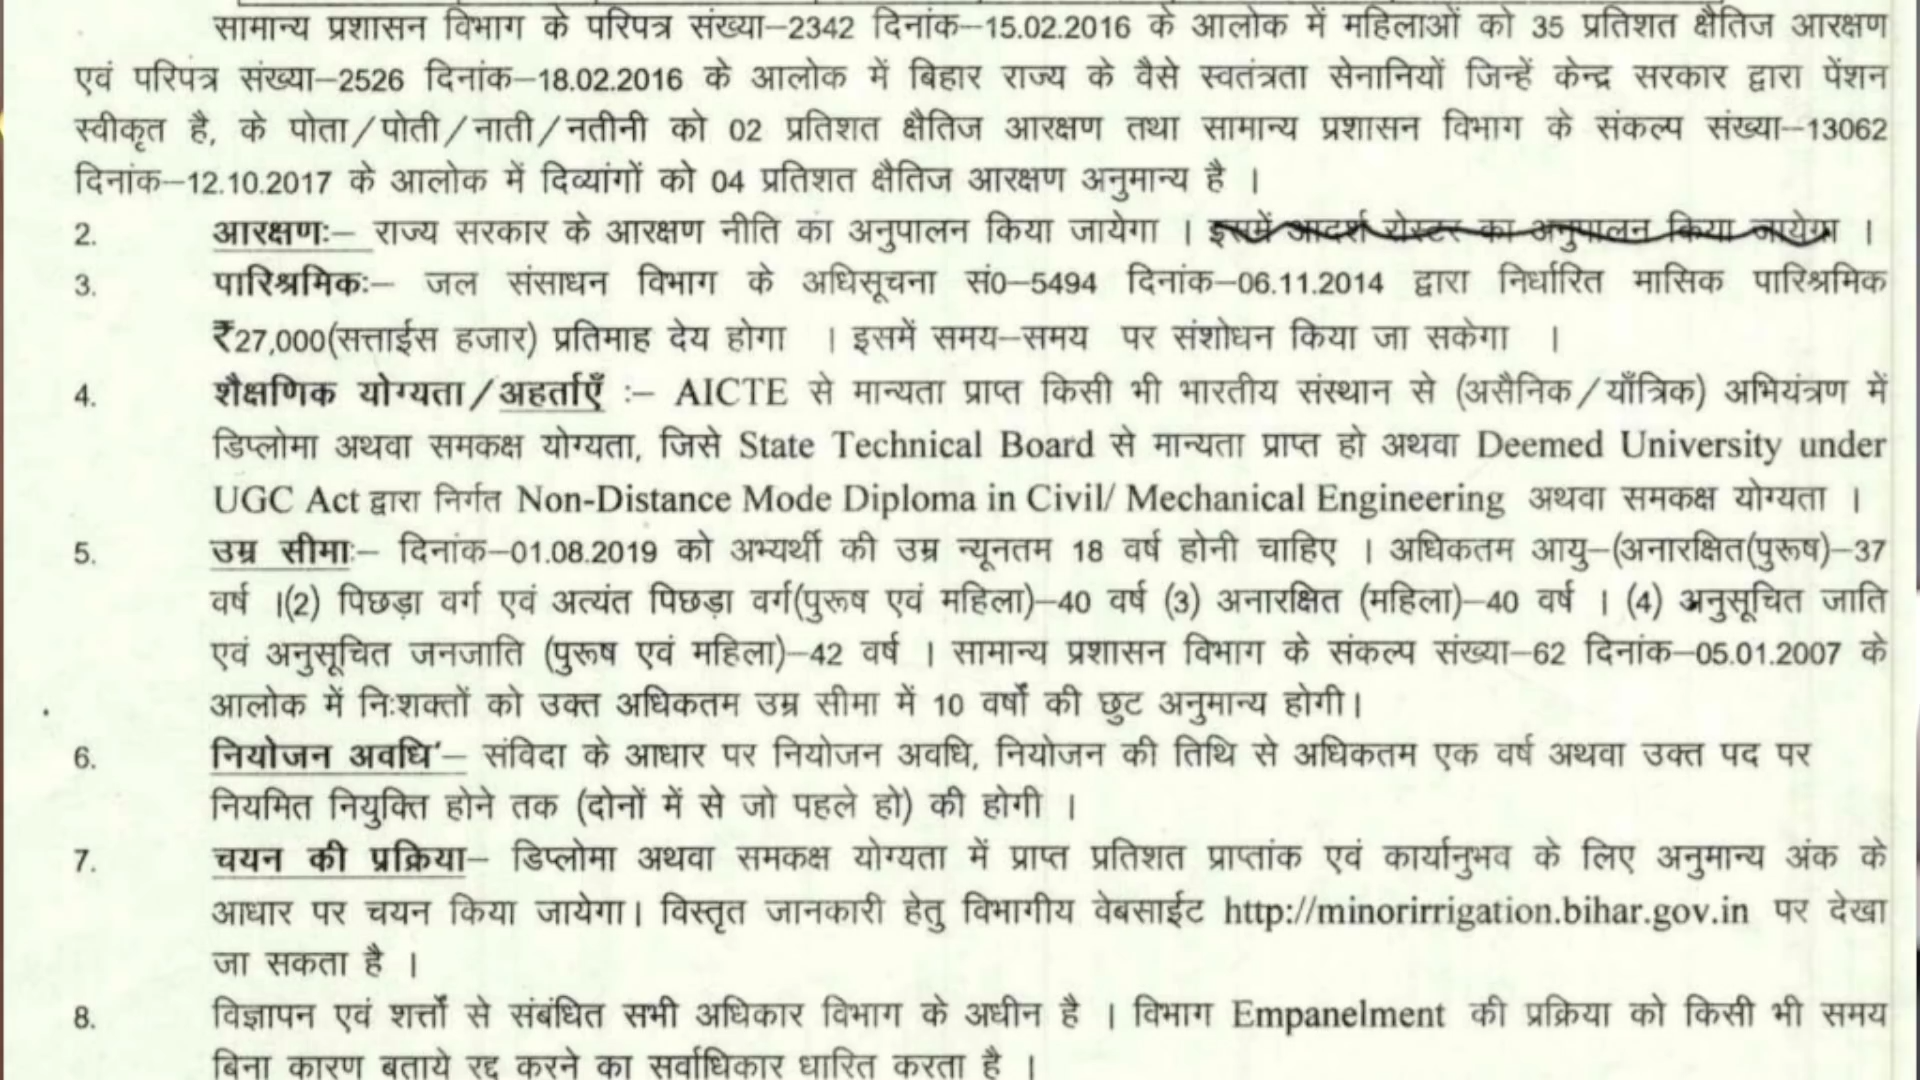 सामान्य प्रशासन विभाग के परिपत्र संख्या–2342 दिनांक–15.02.2016 के आलोक में महिलाओं को 35 प्रतिशत क्षैतिज आरक्षण
एवं परिपत्र संख्या–2526 दिनांक–18.02.2016 के आलोक में बिहार राज्य के वैसे स्वतंत्रता सेनानियों जिन्हें केन्द्र सरकार द्वारा पेंशन
स्वीकृत है, के पोता/पोती/नाती/नतीनी को 02 प्रतिशत क्षैतिज आरक्षण तथा सामान्य प्रशासन विभाग के संकल्प संख्या–13062
दिनांक–12.10.2017 के आलोक में दिव्यांगों को 04 प्रतिशत क्षैतिज आरक्षण अनुमान्य है ।
2. आरक्षणः– राज्य सरकार के आरक्षण नीति का अनुपालन किया जायेगा । इसमें आदर्श रोस्टर का अनुपालन किया जायेगा ।
3. पारिश्रमिकः– जल संसाधन विभाग के अधिसूचना सं0–5494 दिनांक–06.11.2014 द्वारा निर्धारित मासिक पारिश्रमिक
₹27,000(सत्ताईस हजार) प्रतिमाह देय होगा । इसमें समय–समय पर संशोधन किया जा सकेगा ।
4. शैक्षणिक योग्यता/अहर्ताएँ :– AICTE से मान्यता प्राप्त किसी भी भारतीय संस्थान से (असैनिक/याँत्रिक) अभियंत्रण में
डिप्लोमा अथवा समकक्ष योग्यता, जिसे State Technical Board से मान्यता प्राप्त हो अथवा Deemed University under
UGC Act द्वारा निर्गत Non-Distance Mode Diploma in Civil/ Mechanical Engineering अथवा समकक्ष योग्यता ।
5. उम्र सीमाः– दिनांक–01.08.2019 को अभ्यर्थी की उम्र न्यूनतम 18 वर्ष होनी चाहिए । अधिकतम आयु–(अनारक्षित(पुरूष)–37
वर्ष ।(2) पिछड़ा वर्ग एवं अत्यंत पिछड़ा वर्ग(पुरूष एवं महिला)–40 वर्ष (3) अनारक्षित (महिला)–40 वर्ष । (4) अनुसूचित जाति
एवं अनुसूचित जनजाति (पुरूष एवं महिला)–42 वर्ष । सामान्य प्रशासन विभाग के संकल्प संख्या–62 दिनांक–05.01.2007 के
आलोक में निःशक्तों को उक्त अधिकतम उम्र सीमा में 10 वर्षों की छुट अनुमान्य होगी।
6. नियोजन अवधि'– संविदा के आधार पर नियोजन अवधि, नियोजन की तिथि से अधिकतम एक वर्ष अथवा उक्त पद पर
नियमित नियुक्ति होने तक (दोनों में से जो पहले हो) की होगी ।
7. चयन की प्रक्रिया– डिप्लोमा अथवा समकक्ष योग्यता में प्राप्त प्रतिशत प्राप्तांक एवं कार्यानुभव के लिए अनुमान्य अंक के
आधार पर चयन किया जायेगा। विस्तृत जानकारी हेतु विभागीय वेबसाईट http://minorirrigation.bihar.gov.in पर देखा
जा सकता है ।
8. विज्ञापन एवं शर्त्तों से संबंधित सभी अधिकार विभाग के अधीन है । विभाग Empanelment की प्रक्रिया को किसी भी समय
बिना कारण बताये रद्द करने का सर्वाधिकार धारित करता है ।